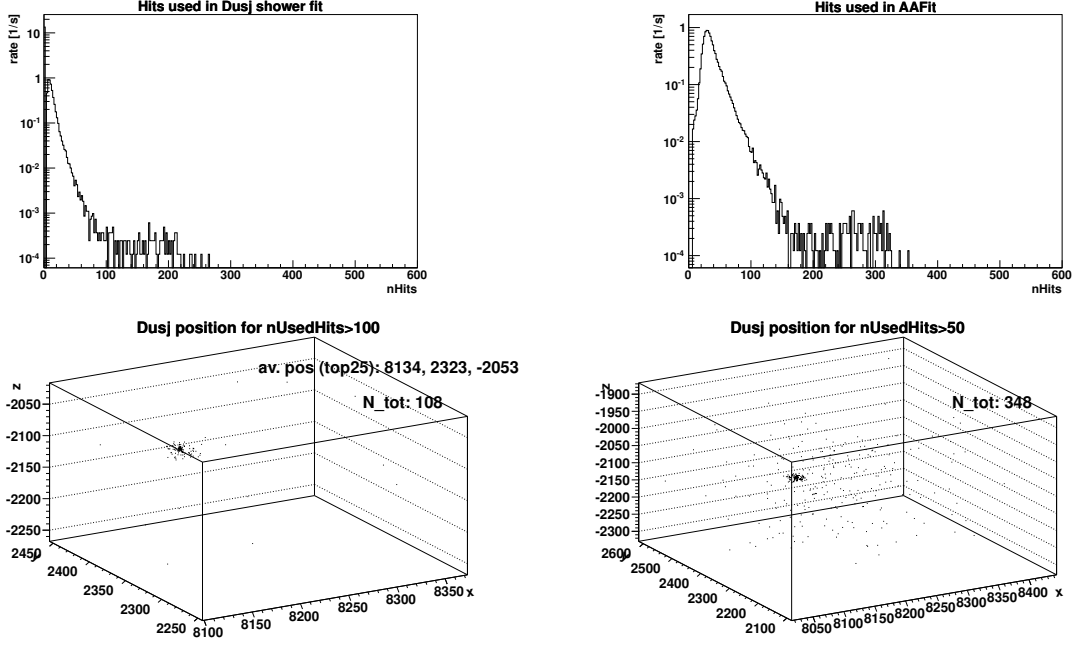 Hits used in Dusj shower fit
rate [1/s]
10
1
10^-1
10^-2
10^-3
10^-4
0 100 200 300 400 500 600
nHits
Hits used in AAFit
rate [1/s]
1
10^-1
10^-2
10^-3
10^-4
0 100 200 300 400 500 600
nHits
Dusj position for nUsedHits>100
av. pos (top25): 8134, 2323, -2053
N_tot: 108
z
-2050
-2100
-2150
-2200
-2250
2450
y
2400
2350
2300
2250
8100 8150 8200 8250 8300 8350 x
Dusj position for nUsedHits>50
N_tot: 348
z
-1900
-1950
-2000
-2050
-2100
-2150
-2200
-2250
-2300
2600
y
2500
2400
2300
2200
2100
8050 8100 8150 8200 8250 8300 8350 8400 x